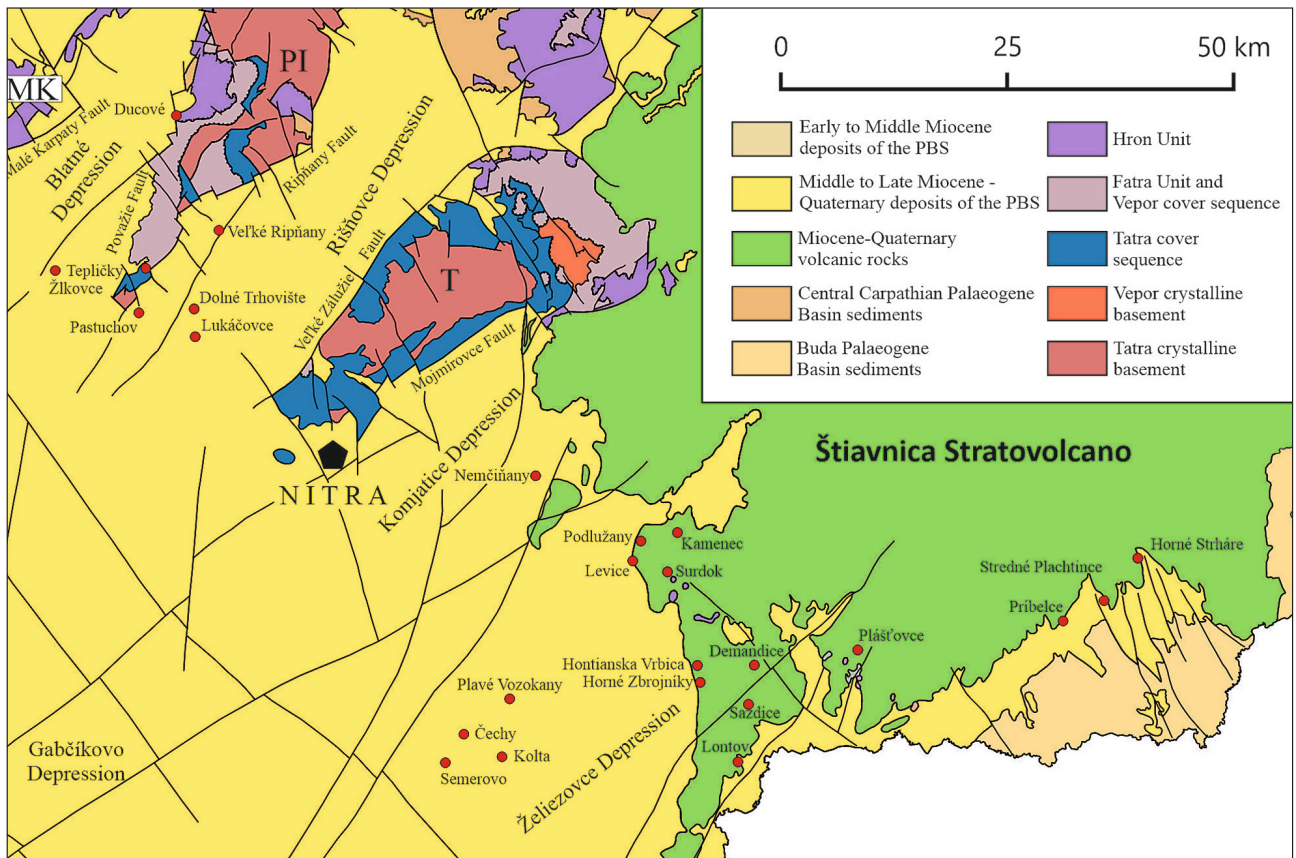 0 25 50 km
Early to Middle Miocene
deposits of the PBS
Middle to Late Miocene -
Quaternary deposits of the PBS
Miocene-Quaternary
volcanic rocks
Central Carpathian Palaeogene
Basin sediments
Buda Palaeogene
Basin sediments
Hron Unit
Fatra Unit and
Vepor cover sequence
Tatra cover
sequence
Vepor crystalline
basement
Tatra crystalline
basement
MK
PI
Ducové
Malé Karpaty Fault
Blatné
Depression
Považie Fault
Ripňany Fault
Rišňovce Depression
Veľké Ripňany
Tepličky
Žlkovce
Pastuchov
Dolné Trhovište
Lukáčovce
Veľké Zálužie Fault
T
Mojmírovce Fault
Komjatice Depression
NITRA
Nemčiňany
Štiavnica Stratovolcano
Podlužany
Kamenec
Levice
Surdok
Horné Strháre
Stredné Plachtince
Príbelce
Plášťovce
Demandice
Hontianska Vrbica
Horné Zbrojníky
Sazdice
Plavé Vozokany
Čechy
Kolta
Semerovo
Lontov
Želiezovce Depression
Gabčíkovo
Depression